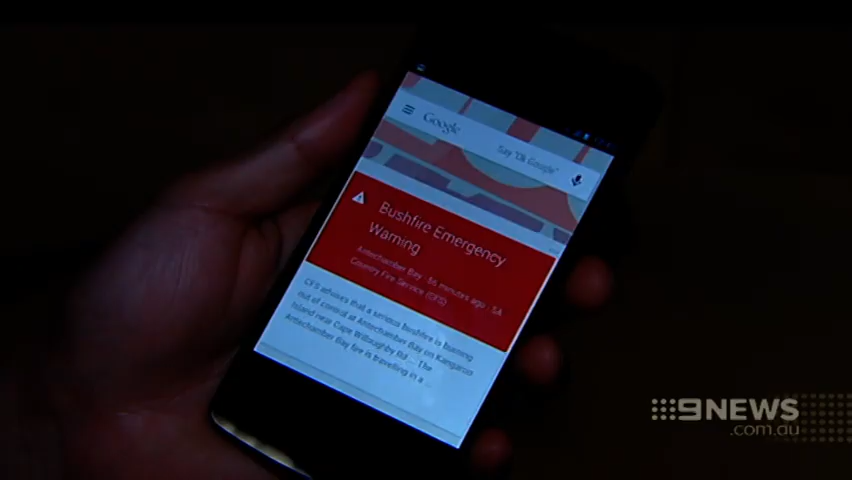 Google
Say "Ok Google"
Bushfire Emergency
Warning
Antechamber Bay · 56 minutes ago · SA
Country Fire Service (CFS)
CFS advises that a serious bushfire is burning
out of control at Antechamber Bay on Kangaroo
Island near Cape Willoughby Rd ... The
Antechamber Bay fire is travelling in a ...
9NEWS
.com.au